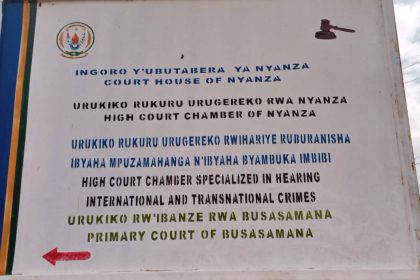 INGORO Y'UBUTABERA YA NYANZA
COURT HOUSE OF NYANZA
URUKIKO RUKURU URUGEREKO RWA NYANZA
HIGH COURT CHAMBER OF NYANZA
URUKIKO RUKURU URUGEREKO RWIHARIYE RUBURANISHA
IBYAHA MPUZAMAHANGA N'IBYAHA BYAMBUKA IMBIBI
HIGH COURT CHAMBER SPECIALIZED IN HEARING
INTERNATIONAL AND TRANSNATIONAL CRIMES
URUKIKO RW'IBANZE RWA BUSASAMANA
PRIMARY COURT OF BUSASAMANA